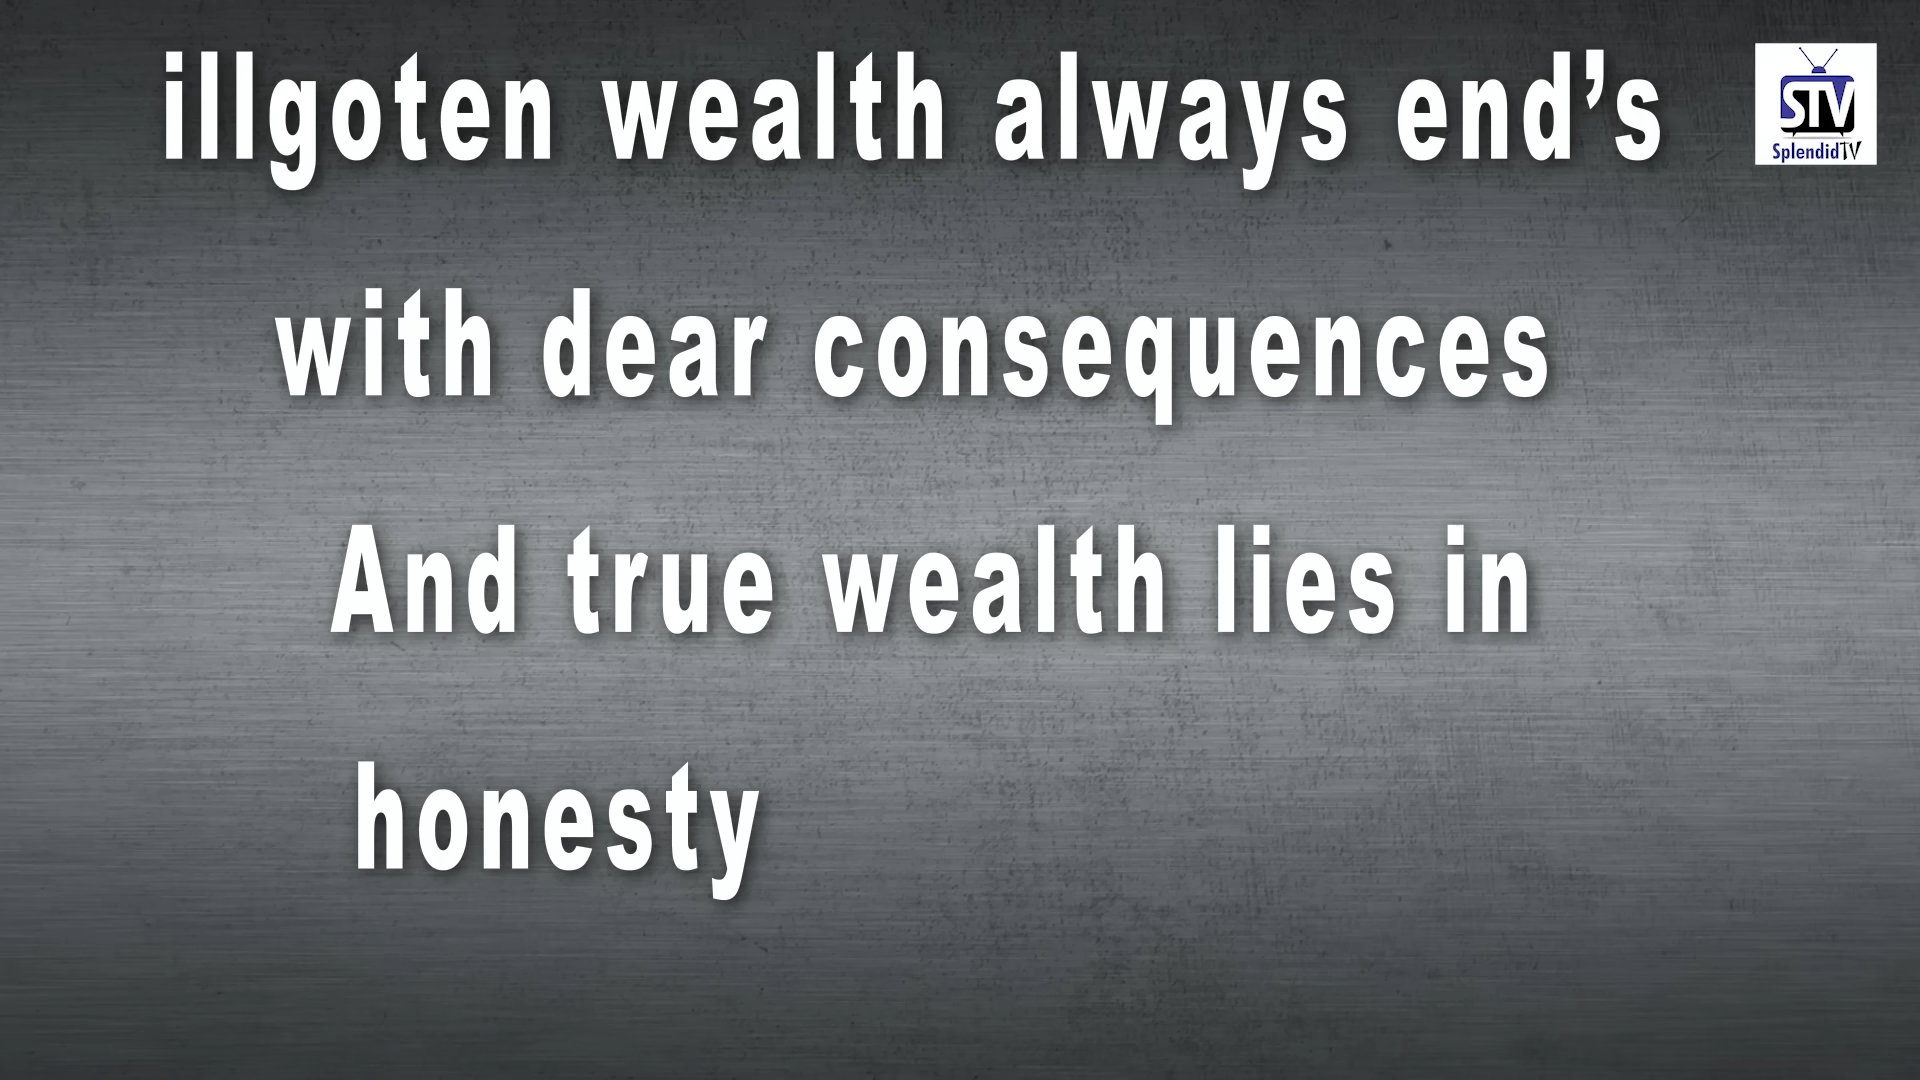 illgoten wealth always end’s
STV
SplendidTV
with dear consequences
And true wealth lies in
honesty